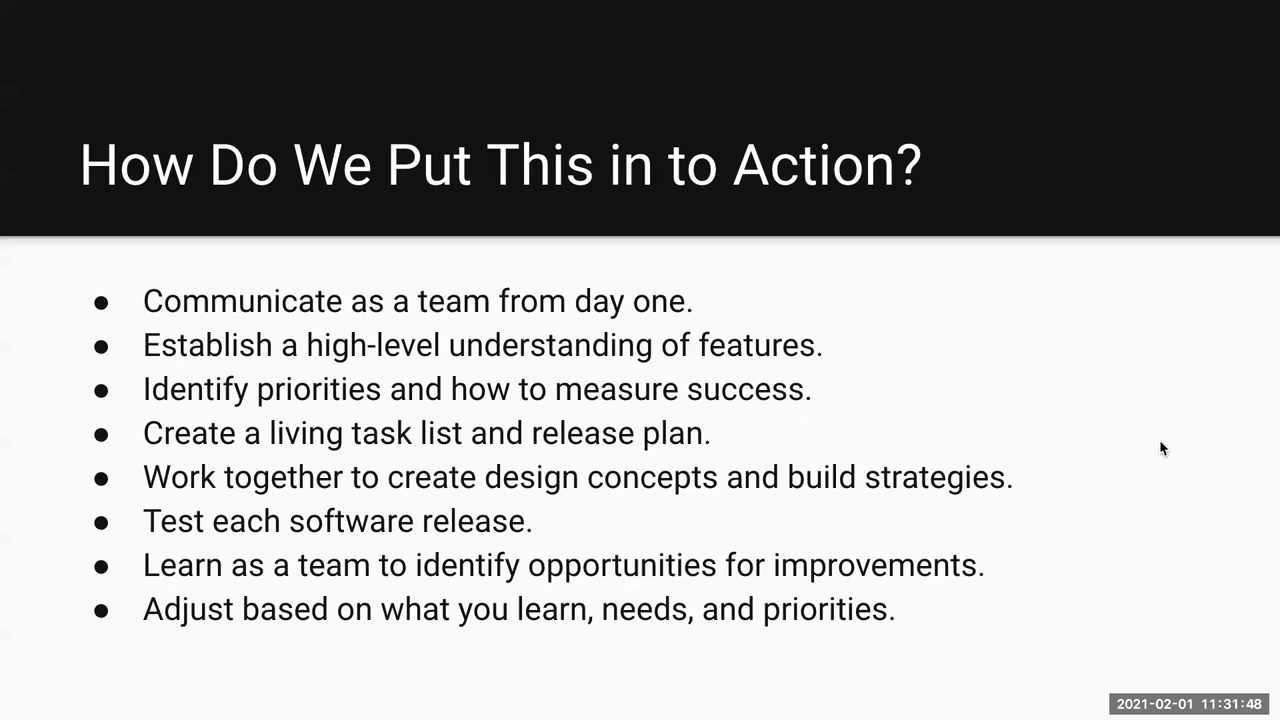 How Do We Put This in to Action?
● Communicate as a team from day one.
● Establish a high-level understanding of features.
● Identify priorities and how to measure success.
● Create a living task list and release plan.
● Work together to create design concepts and build strategies.
● Test each software release.
● Learn as a team to identify opportunities for improvements.
● Adjust based on what you learn, needs, and priorities.
2021-02-01 11:31:48